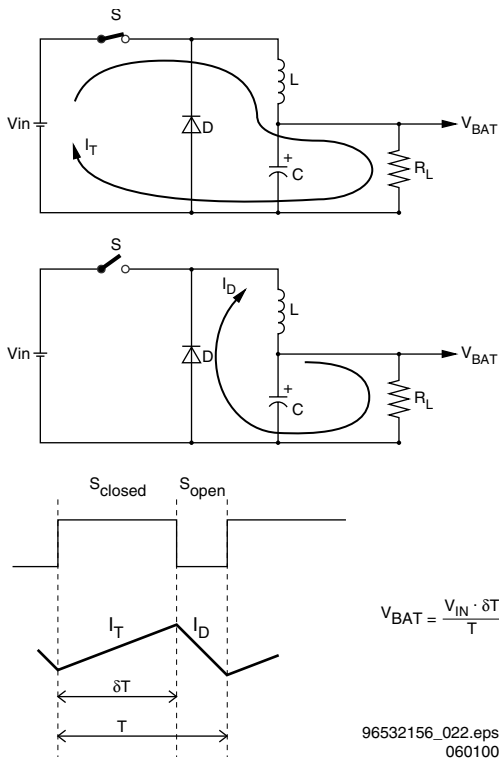 S
L
Vin
D
V_BAT
I_T
+
C
R_L
S
I_D
L
Vin
D
V_BAT
+
C
R_L
S_closed S_open
I_T I_D
V_BAT = V_IN · δT / T
δT
T
96532156_022.eps
060100